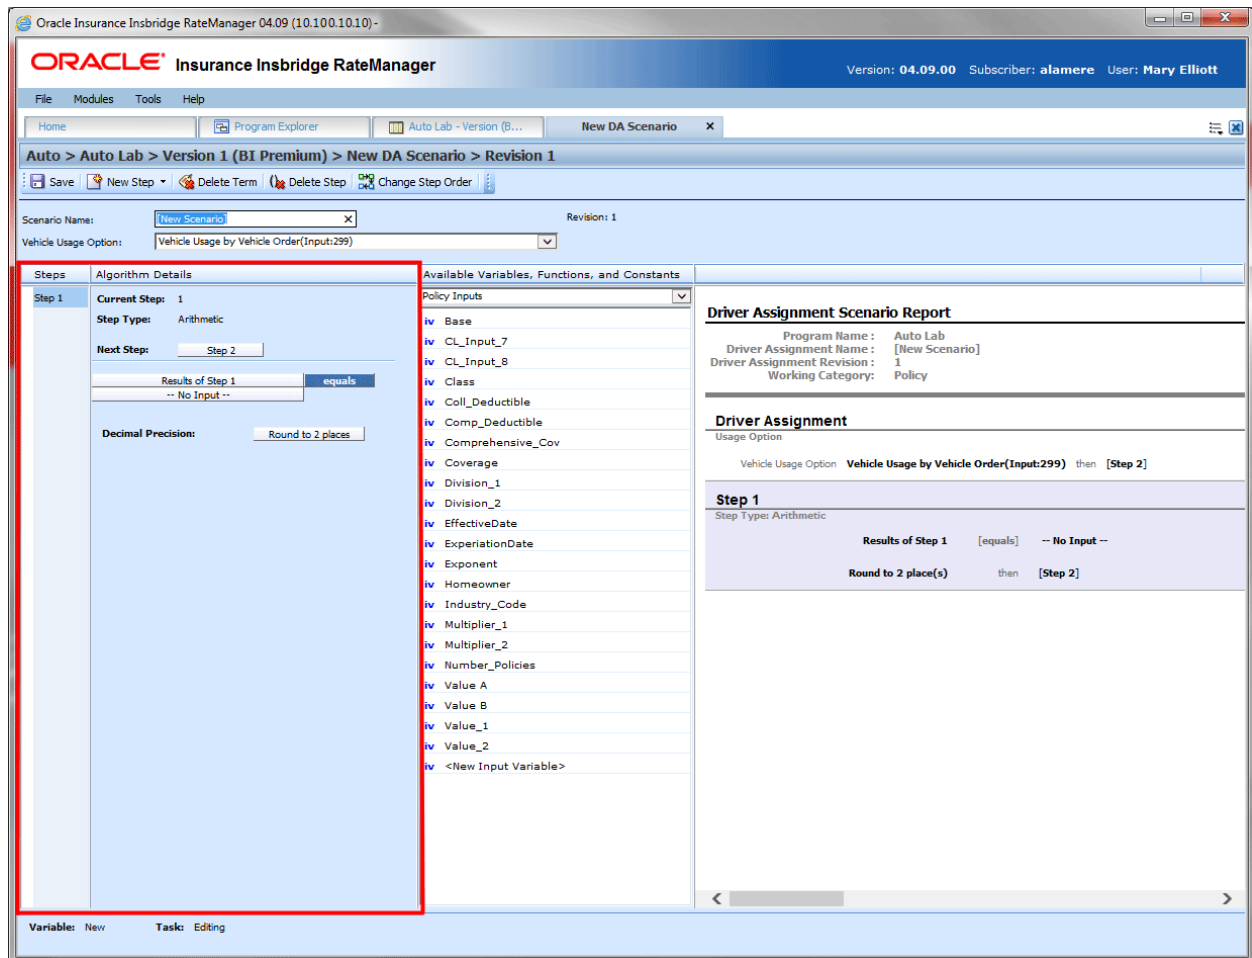 Oracle Insurance Insbridge RateManager 04.09 (10.100.10.10) -
ORACLE Insurance Insbridge RateManager
Version: 04.09.00 Subscriber: alamere User: Mary Elliott
File Modules Tools Help
Home Program Explorer Auto Lab - Version (B... New DA Scenario
Auto > Auto Lab > Version 1 (BI Premium) > New DA Scenario > Revision 1
Save New Step Delete Term Delete Step Change Step Order
Scenario Name: [New Scenario] Revision: 1
Vehicle Usage Option: Vehicle Usage by Vehicle Order(Input:299)
Steps Algorithm Details Available Variables, Functions, and Constants
Step 1
Current Step: 1
Step Type: Arithmetic
Next Step: Step 2
Results of Step 1 equals
-- No Input --
Decimal Precision: Round to 2 places
Policy Inputs
iv Base
iv CL_Input_7
iv CL_Input_8
iv Class
iv Coll_Deductible
iv Comp_Deductible
iv Comprehensive_Cov
iv Coverage
iv Division_1
iv Division_2
iv EffectiveDate
iv ExperiationDate
iv Exponent
iv Homeowner
iv Industry_Code
iv Multiplier_1
iv Multiplier_2
iv Number_Policies
iv Value A
iv Value B
iv Value_1
iv Value_2
iv <New Input Variable>
Driver Assignment Scenario Report
Program Name : Auto Lab
Driver Assignment Name : [New Scenario]
Driver Assignment Revision : 1
Working Category: Policy
Driver Assignment
Usage Option
Vehicle Usage Option Vehicle Usage by Vehicle Order(Input:299) then [Step 2]
Step 1
Step Type: Arithmetic
Results of Step 1 [equals] -- No Input --
Round to 2 place(s) then [Step 2]
Variable: New Task: Editing